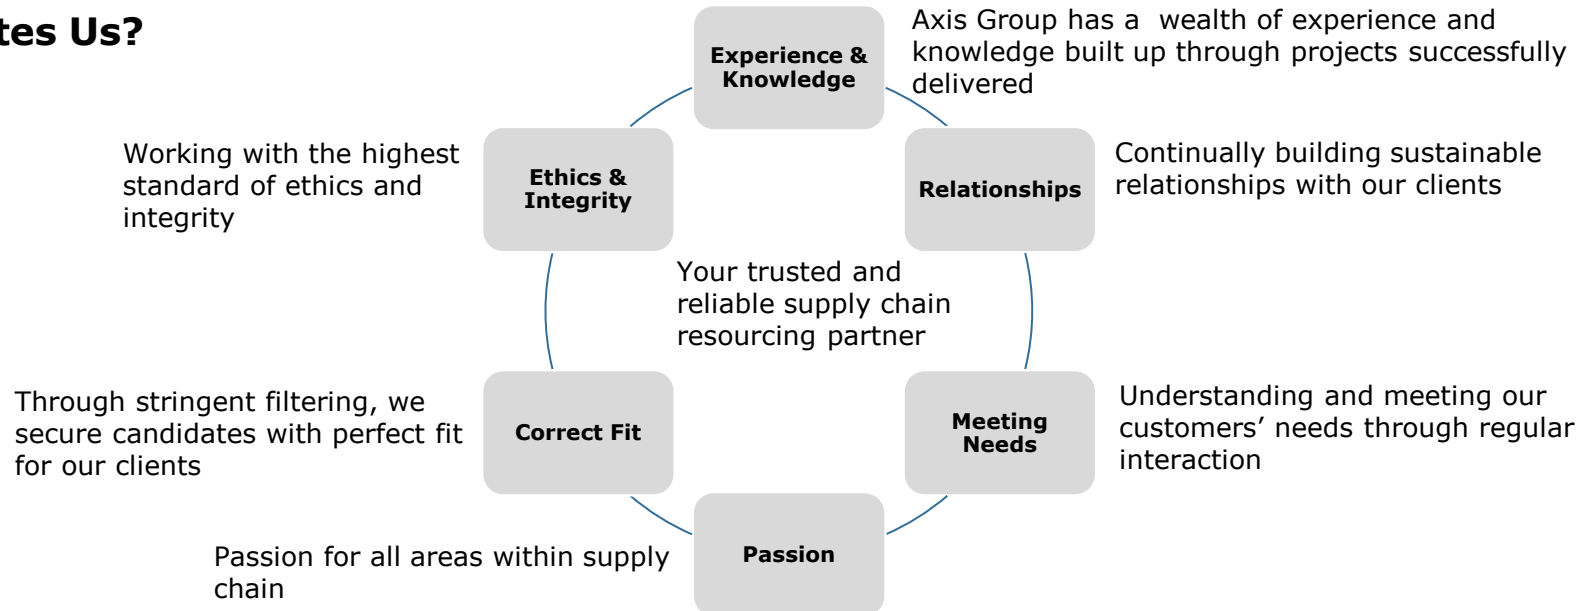 tes Us?
Experience &
Knowledge
Axis Group has a wealth of experience and
knowledge built up through projects successfully
delivered
Relationships
Continually building sustainable
relationships with our clients
Meeting
Needs
Understanding and meeting our
customers’ needs through regular
interaction
Passion
Passion for all areas within supply
chain
Correct Fit
Through stringent filtering, we
secure candidates with perfect fit
for our clients
Ethics &
Integrity
Working with the highest
standard of ethics and
integrity
Your trusted and
reliable supply chain
resourcing partner